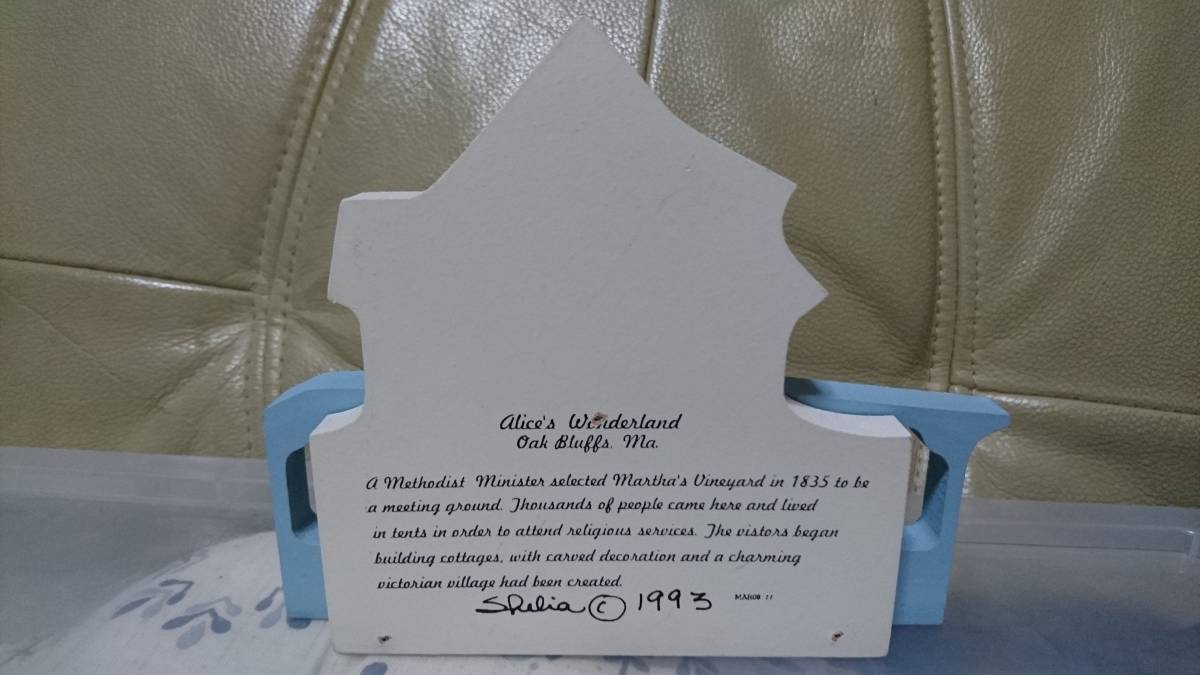 Alice's Wonderland
Oak Bluffs. Ma.
A Methodist Minister selected Martha's Vineyard in 1835 to be
a meeting ground. Thousands of people came here and lived
in tents in order to attend religious services. The vistors began
building cottages, with carved decoration and a charming
victorian village had been created.
Shelia © 1993